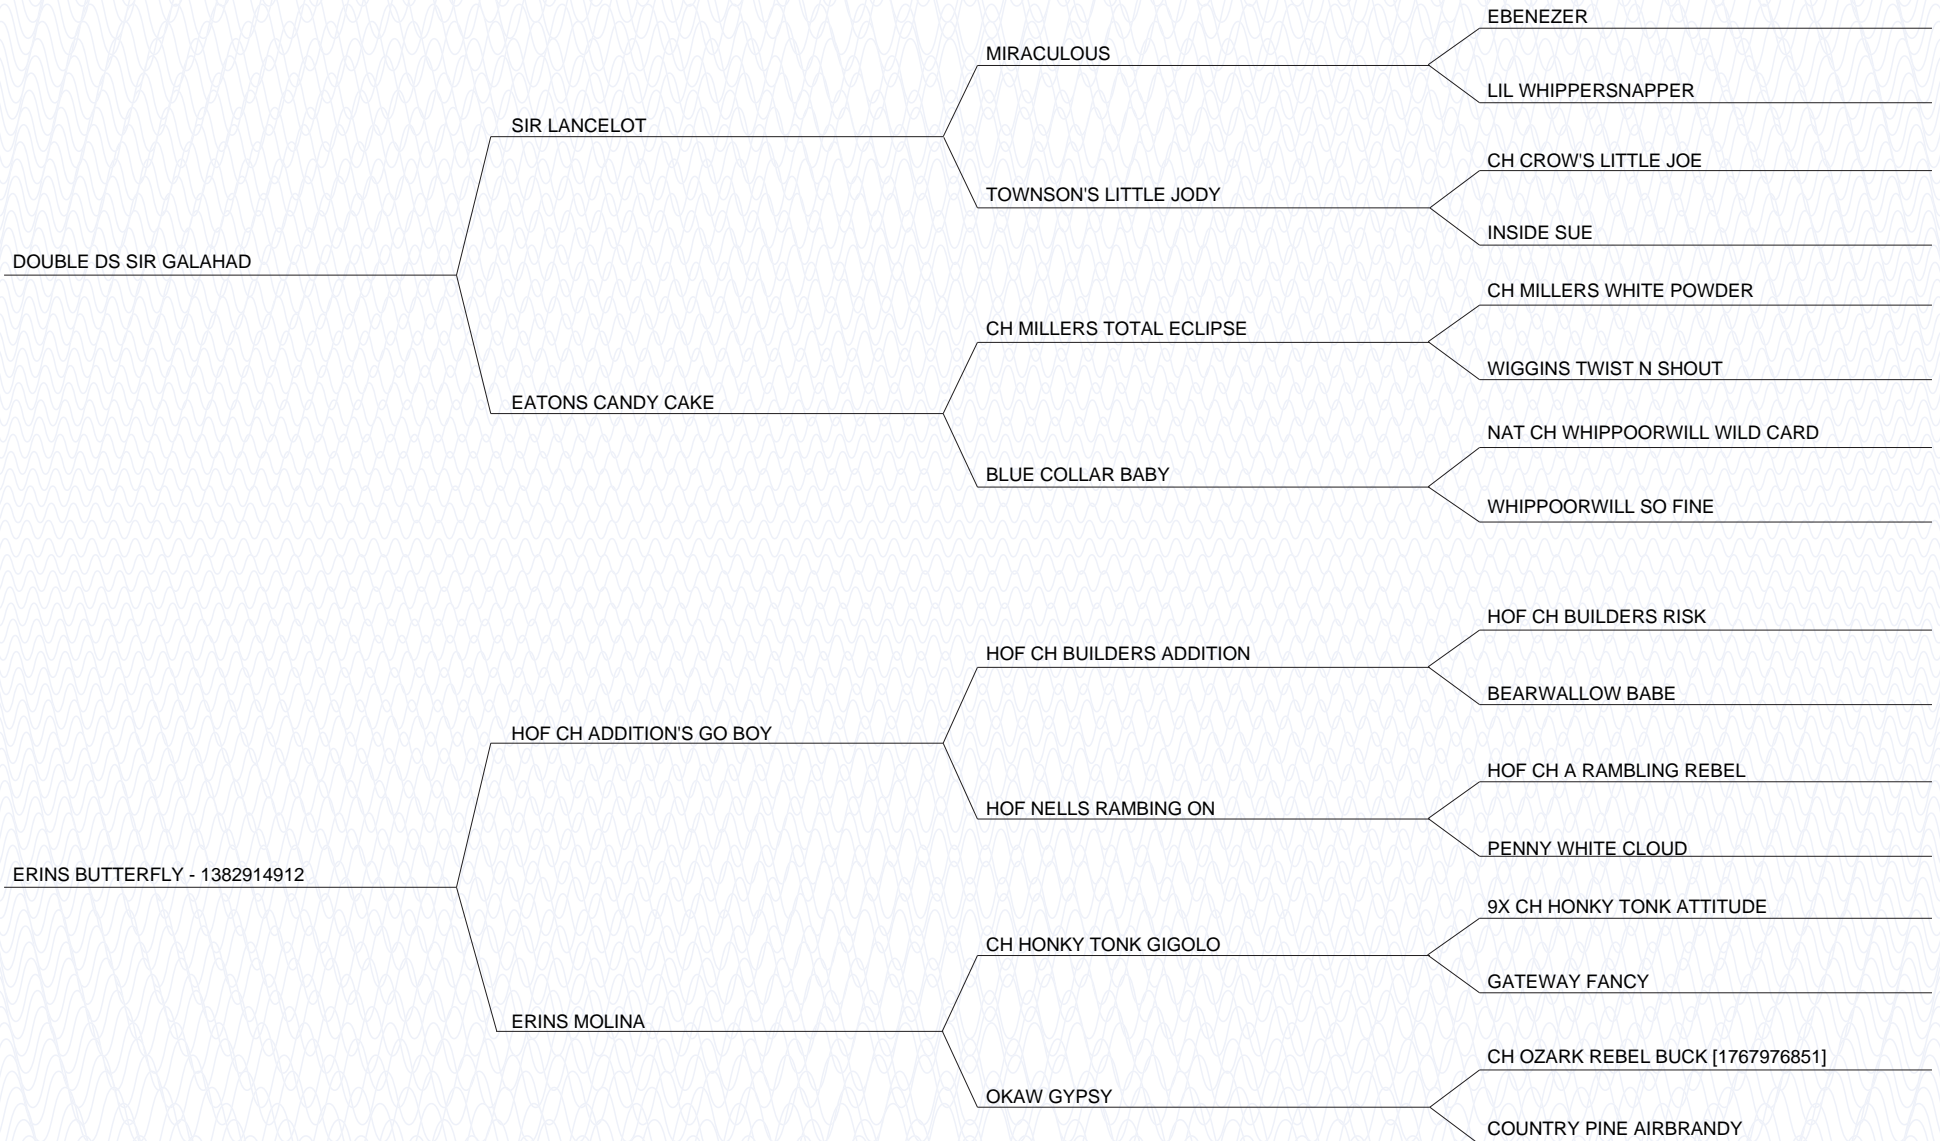 EBENEZER
MIRACULOUS
LIL WHIPPERSNAPPER
SIR LANCELOT
CH CROW'S LITTLE JOE
TOWNSON'S LITTLE JODY
INSIDE SUE
DOUBLE DS SIR GALAHAD
CH MILLERS WHITE POWDER
CH MILLERS TOTAL ECLIPSE
WIGGINS TWIST N SHOUT
EATONS CANDY CAKE
NAT CH WHIPPOORWILL WILD CARD
BLUE COLLAR BABY
WHIPPOORWILL SO FINE
HOF CH BUILDERS RISK
HOF CH BUILDERS ADDITION
BEARWALLOW BABE
HOF CH ADDITION'S GO BOY
HOF CH A RAMBLING REBEL
HOF NELLS RAMBING ON
PENNY WHITE CLOUD
ERINS BUTTERFLY - 1382914912
9X CH HONKY TONK ATTITUDE
CH HONKY TONK GIGOLO
GATEWAY FANCY
ERINS MOLINA
CH OZARK REBEL BUCK [1767976851]
OKAW GYPSY
COUNTRY PINE AIRBRANDY